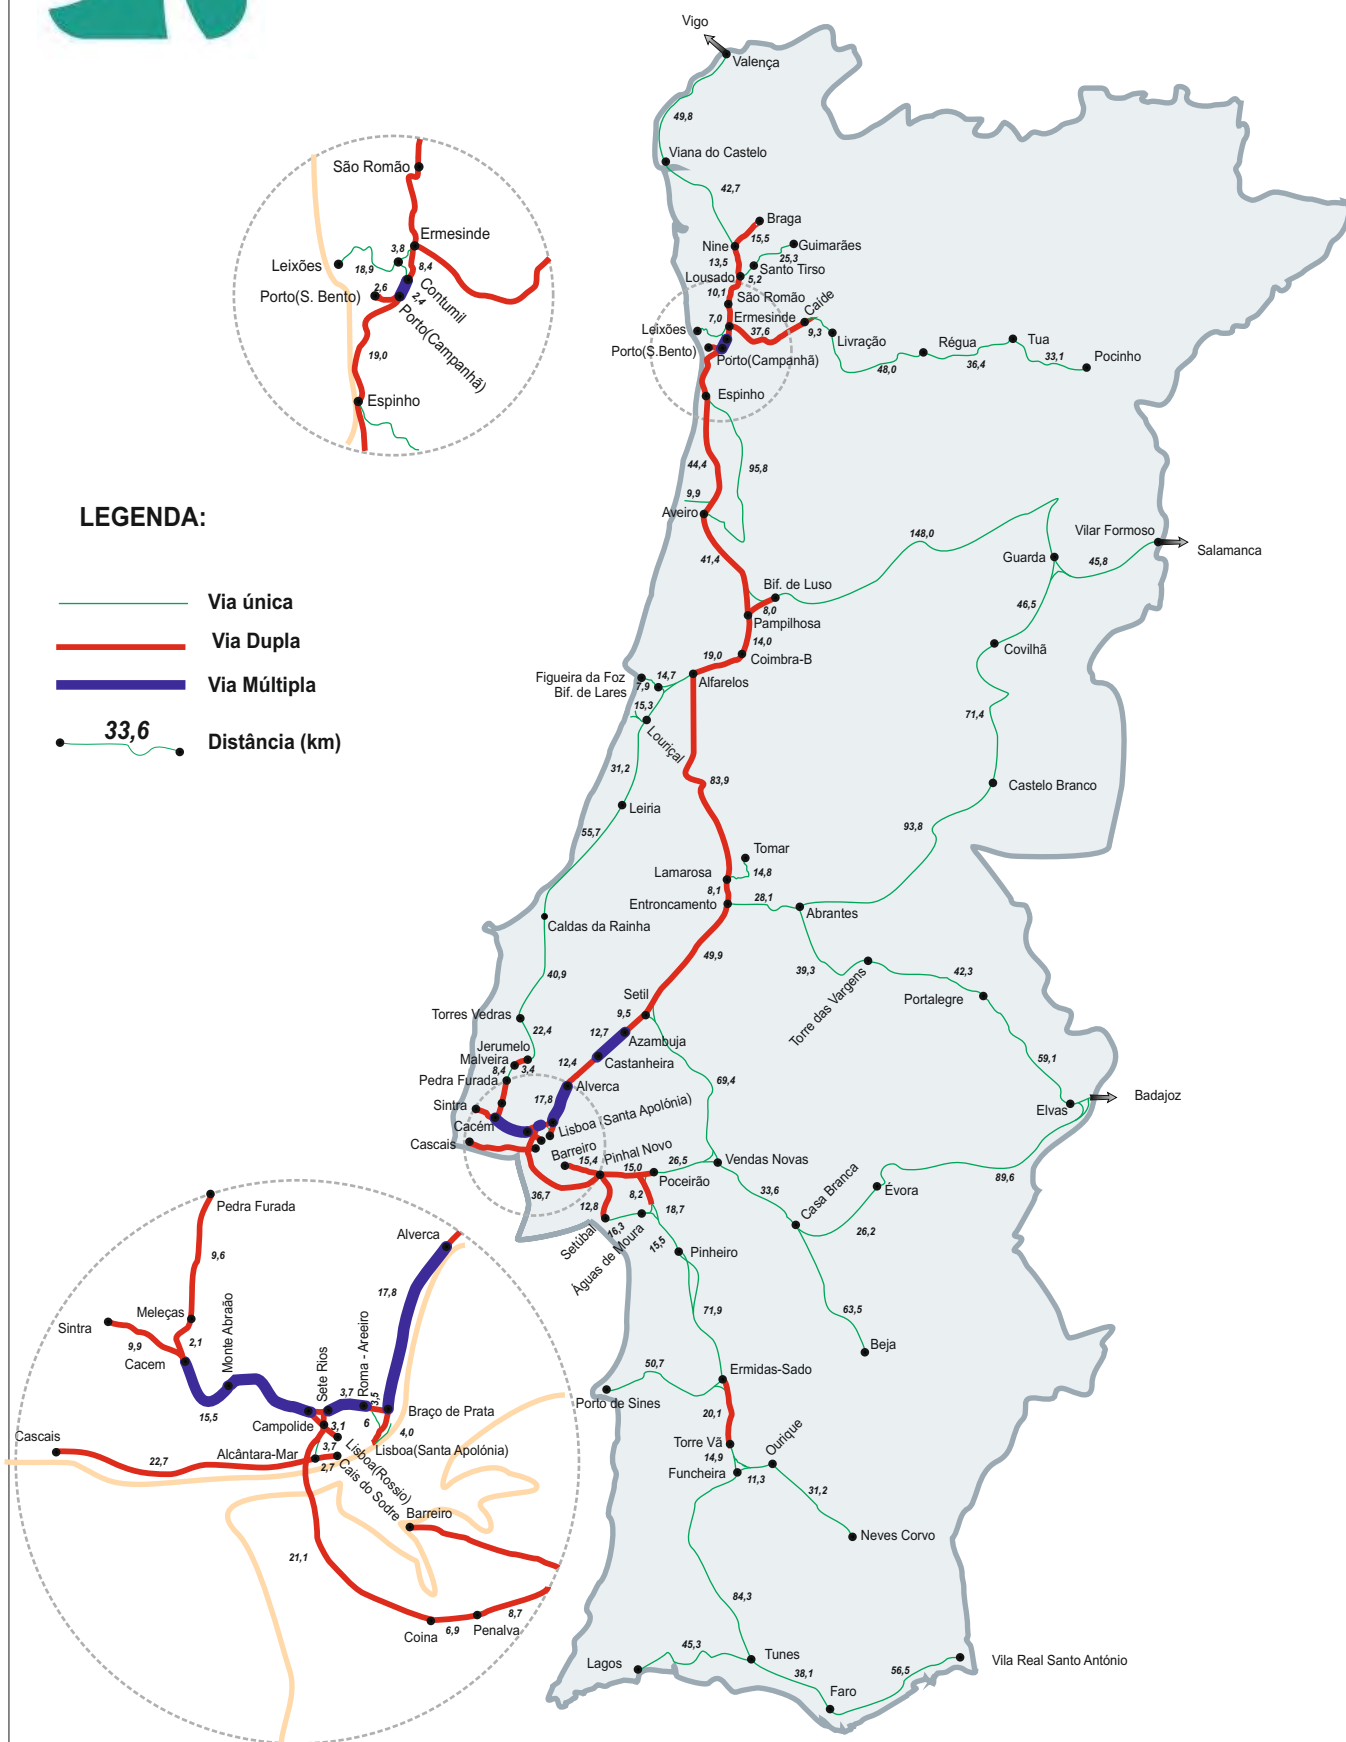 Vigo
Valença
49,8
Viana do Castelo
42,7
Braga
15,5
Nine
Guimarães
25,3
13,5
Santo Tirso
Lousado
5,2
10,1
São Romão
7,0
Ermesinde
Caíde
Leixões
37,6
9,3
Livração
Porto(S.Bento)
Porto(Campanhã)
48,0
Régua
36,4
Tua
33,1
Pocinho
Espinho
44,4
95,8
9,9
Aveiro
41,4
148,0
Vilar Formoso
Salamanca
Guarda
45,8
Bif. de Luso
8,0
Pampilhosa
46,5
14,0
Coimbra-B
19,0
Covilhã
Figueira da Foz
14,7
Alfarelos
7,9
Bif. de Lares
15,3
Louriçal
71,4
31,2
83,9
Castelo Branco
Leiria
55,7
93,8
Tomar
Lamarosa
14,8
8,1
Entroncamento
28,1
Abrantes
Caldas da Rainha
49,9
39,3
Torre das Vargens
42,3
Portalegre
40,9
Setil
9,5
Torres Vedras
22,4
12,7
Azambuja
Jerumelo
Malveira
8,4
3,4
12,4
Castanheira
59,1
Pedra Furada
Alverca
17,8
69,4
Sintra
Cacém
Lisboa (Santa Apolónia)
Elvas
Badajoz
Cascais
Barreiro
15,4
Pinhal Novo
15,0
26,5
Vendas Novas
Poceirão
36,7
8,2
33,6
Casa Branca
Évora
89,6
12,8
18,7
Setúbal
16,3
Águas de Moura
15,5
26,2
Pinheiro
71,9
63,5
Beja
Ermidas-Sado
50,7
Porto de Sines
20,1
Torre Vã
Ourique
14,9
Funcheira
11,3
31,2
Neves Corvo
84,3
45,3
Tunes
Lagos
38,1
Faro
56,5
Vila Real Santo António
São Romão
Ermesinde
3,8
Leixões
18,9
8,4
Contumil
2,6
Porto(S. Bento)
2,4
Porto(Campanhã)
19,0
Espinho
LEGENDA:
Via única
Via Dupla
Via Múltipla
33,6
Distância (km)
Pedra Furada
Alverca
9,6
17,8
Meleças
Monte Abraão
Sintra
9,9
2,1
Cacem
Sete Rios
Roma - Areeiro
3,7
3,5
15,5
Braço de Prata
Campolide
3,1
6
4,0
Cascais
Lisboa(Santa Apolónia)
Alcântara-Mar
3,7
Lisboa(Rossio)
22,7
2,7
Cais do Sodre
Barreiro
21,1
8,7
Coina
6,9
Penalva